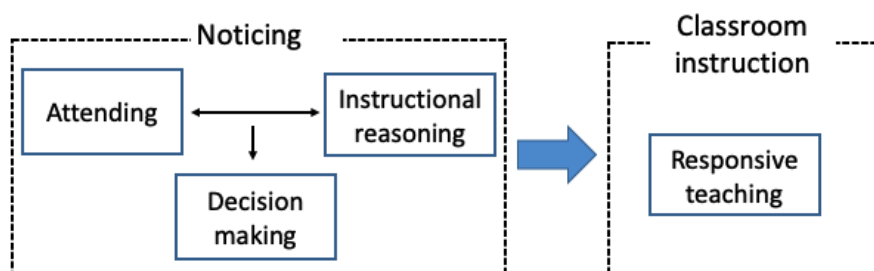 Noticing
Attending
Instructional
reasoning
Decision
making
Classroom
instruction
Responsive
teaching